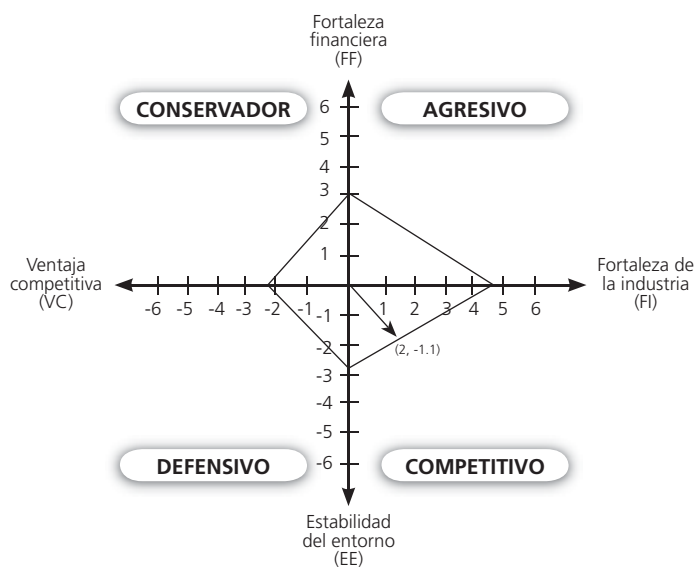 Fortaleza
financiera
(FF)
CONSERVADOR
AGRESIVO
6
5
4
3
2
1
Ventaja
competitiva
(VC)
Fortaleza de
la industria
(FI)
-6 -5 -4 -3 -2 -1 1 2 3 4 5 6
-1
-2
(2, -1.1)
-3
-4
-5
-6
DEFENSIVO
COMPETITIVO
Estabilidad
del entorno
(EE)